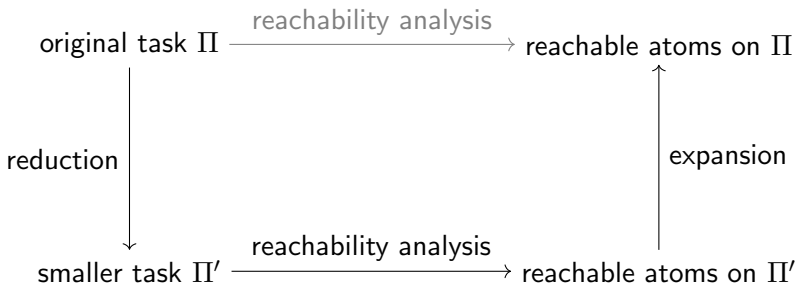 reachability analysis
original task Π
reachable atoms on Π
reduction
expansion
reachability analysis
smaller task Π′
reachable atoms on Π′